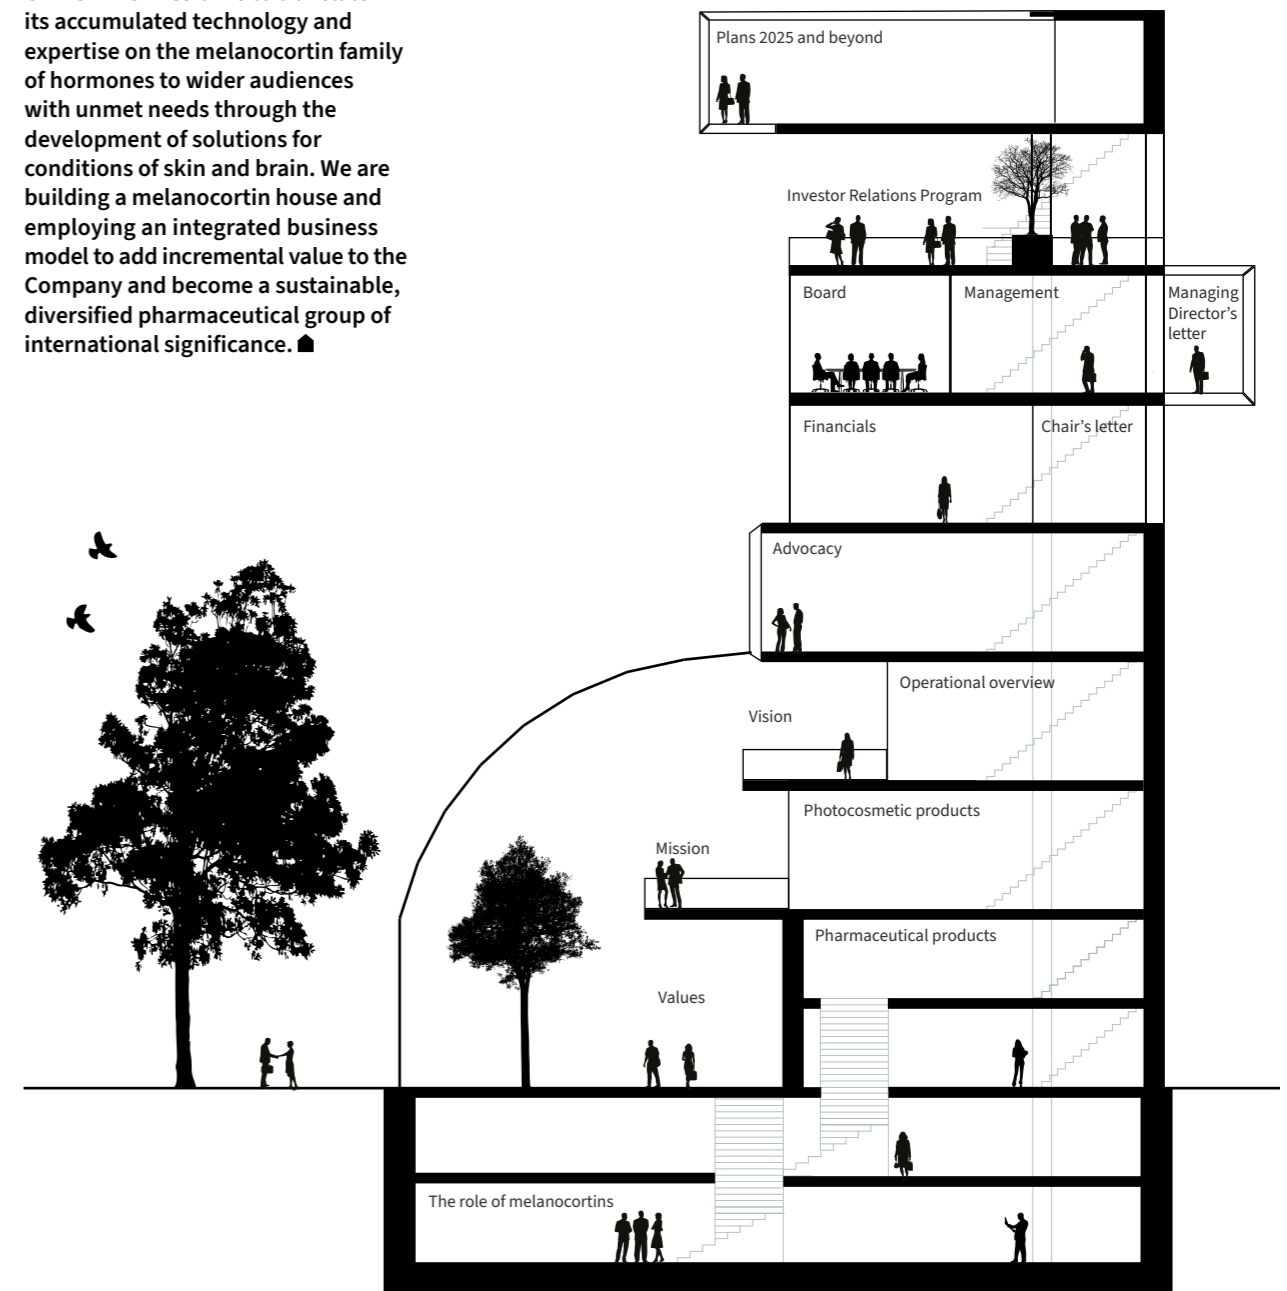 its accumulated technology and
expertise on the melanocortin family
of hormones to wider audiences
with unmet needs through the
development of solutions for
conditions of skin and brain. We are
building a melanocortin house and
employing an integrated business
model to add incremental value to the
Company and become a sustainable,
diversified pharmaceutical group of
international significance.
Plans 2025 and beyond
Investor Relations Program
Board
Management
Managing
Director’s
letter
Financials
Chair’s letter
Advocacy
Operational overview
Vision
Photocosmetic products
Mission
Pharmaceutical products
Values
The role of melanocortins